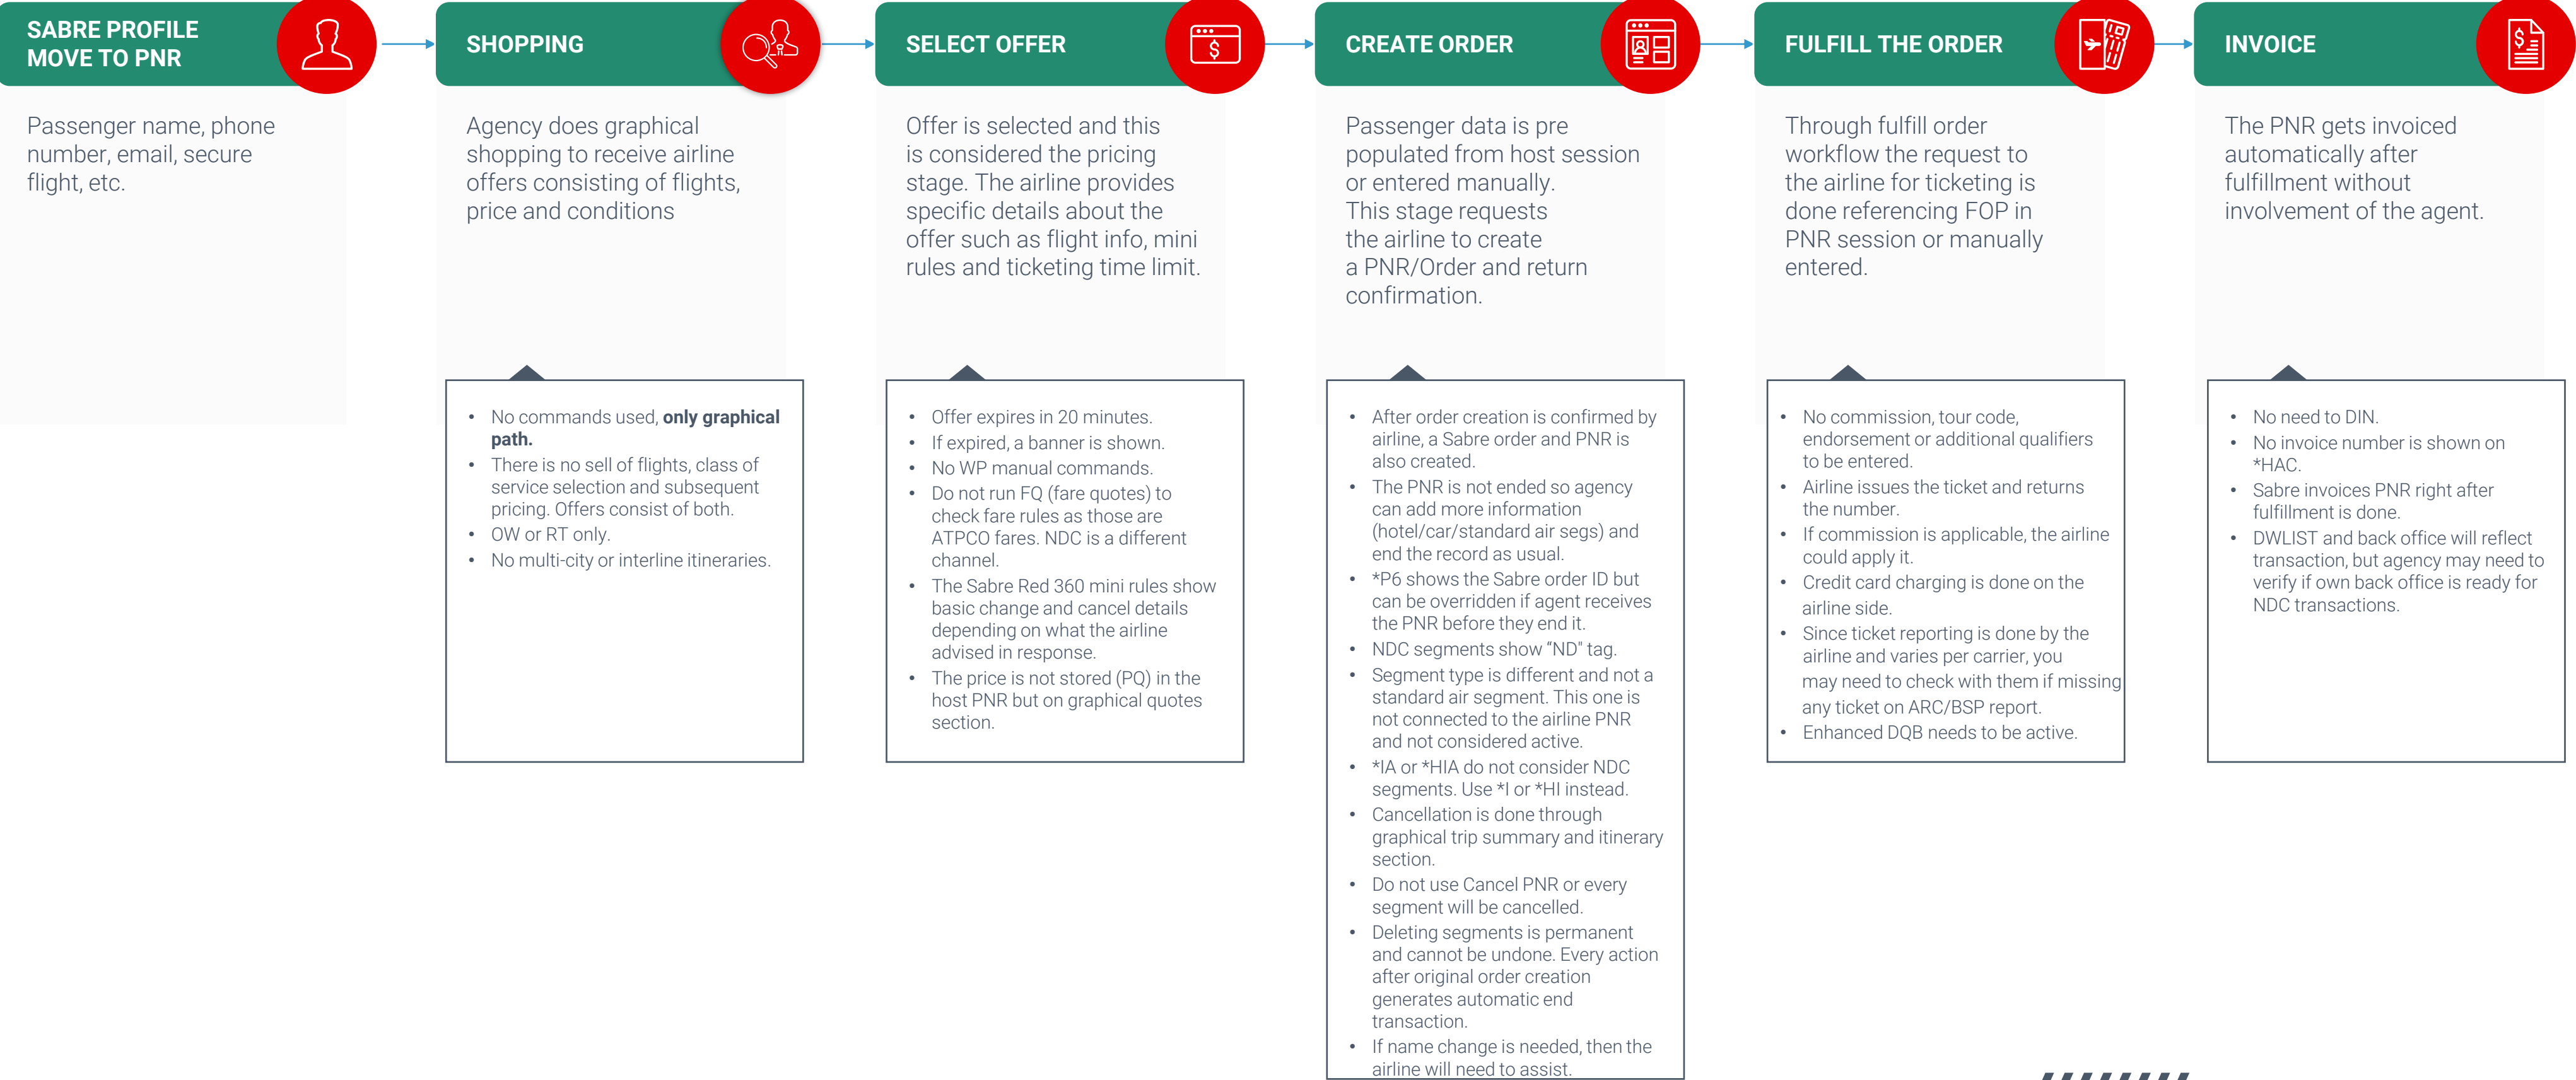 SABRE PROFILE
MOVE TO PNR
Passenger name, phone
number, email, secure
flight, etc.
SHOPPING
Agency does graphical
shopping to receive airline
offers consisting of flights,
price and conditions
• No commands used, only graphical
path.
• There is no sell of flights, class of
service selection and subsequent
pricing. Offers consist of both.
• OW or RT only.
• No multi-city or interline itineraries.
SELECT OFFER
$
Offer is selected and this
is considered the pricing
stage. The airline provides
specific details about the
offer such as flight info, mini
rules and ticketing time limit.
• Offer expires in 20 minutes.
• If expired, a banner is shown.
• No WP manual commands.
• Do not run FQ (fare quotes) to
check fare rules as those are
ATPCO fares. NDC is a different
channel.
• The Sabre Red 360 mini rules show
basic change and cancel details
depending on what the airline
advised in response.
• The price is not stored (PQ) in the
host PNR but on graphical quotes
section.
CREATE ORDER
Passenger data is pre
populated from host session
or entered manually.
This stage requests
the airline to create
a PNR/Order and return
confirmation.
• After order creation is confirmed by
airline, a Sabre order and PNR is
also created.
• The PNR is not ended so agency
can add more information
(hotel/car/standard air segs) and
end the record as usual.
• *P6 shows the Sabre order ID but
can be overridden if agent receives
the PNR before they end it.
• NDC segments show “ND" tag.
• Segment type is different and not a
standard air segment. This one is
not connected to the airline PNR
and not considered active.
• *IA or *HIA do not consider NDC
segments. Use *I or *HI instead.
• Cancellation is done through
graphical trip summary and itinerary
section.
• Do not use Cancel PNR or every
segment will be cancelled.
• Deleting segments is permanent
and cannot be undone. Every action
after original order creation
generates automatic end
transaction.
• If name change is needed, then the
airline will need to assist.
FULFILL THE ORDER
Through fulfill order
workflow the request to
the airline for ticketing is
done referencing FOP in
PNR session or manually
entered.
• No commission, tour code,
endorsement or additional qualifiers
to be entered.
• Airline issues the ticket and returns
the number.
• If commission is applicable, the airline
could apply it.
• Credit card charging is done on the
airline side.
• Since ticket reporting is done by the
airline and varies per carrier, you
may need to check with them if missing
any ticket on ARC/BSP report.
• Enhanced DQB needs to be active.
INVOICE
$
The PNR gets invoiced
automatically after
fulfillment without
involvement of the agent.
• No need to DIN.
• No invoice number is shown on
*HAC.
• Sabre invoices PNR right after
fulfillment is done.
• DWLIST and back office will reflect
transaction, but agency may need to
verify if own back office is ready for
NDC transactions.